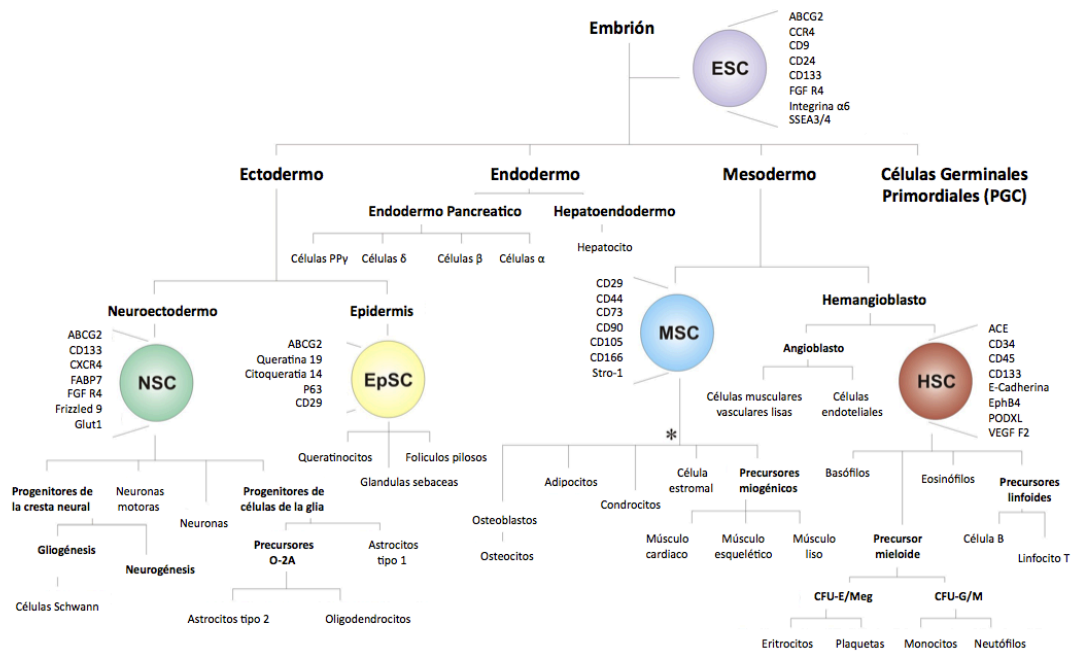 Embrión
ESC
ABCG2
CCR4
CD9
CD24
CD133
FGF R4
Integrina α6
SSEA3/4
Ectodermo
Endodermo
Mesodermo
Células Germinales
Primordiales (PGC)
Endodermo Pancreatico
Hepatoendodermo
Células PPγ
Células δ
Células β
Células α
Hepatocito
Neuroectodermo
ABCG2
CD133
CXCR4
FABP7
FGF R4
Frizzled 9
Glut1
NSC
Epidermis
ABCG2
Queratina 19
Citoqueratia 14
P63
CD29
EpSC
CD29
CD44
CD73
CD90
CD105
CD166
Stro-1
MSC
Hemangioblasto
Angioblasto
Células musculares
vasculares lisas
Células
endoteliales
HSC
ACE
CD34
CD45
CD133
E-Cadherina
EphB4
PODXL
VEGF F2
Queratinocitos
Foliculos pilosos
Glandulas sebaceas
*
Progenitores de
la cresta neural
Neuronas
motoras
Neuronas
Progenitores de
células de la glia
Gliogénesis
Neurogénesis
Células Schwann
Precursores
O-2A
Astrocitos
tipo 1
Astrocitos tipo 2
Oligodendrocitos
Osteoblastos
Osteocitos
Adipocitos
Condrocitos
Célula
estromal
Precursores
miogénicos
Músculo
cardiaco
Músculo
esquelético
Músculo
liso
Basófilos
Eosinófilos
Precursores
linfoides
Célula B
Linfocito T
Precursor
mieloide
CFU-E/Meg
CFU-G/M
Eritrocitos
Plaquetas
Monocitos
Neutófilos